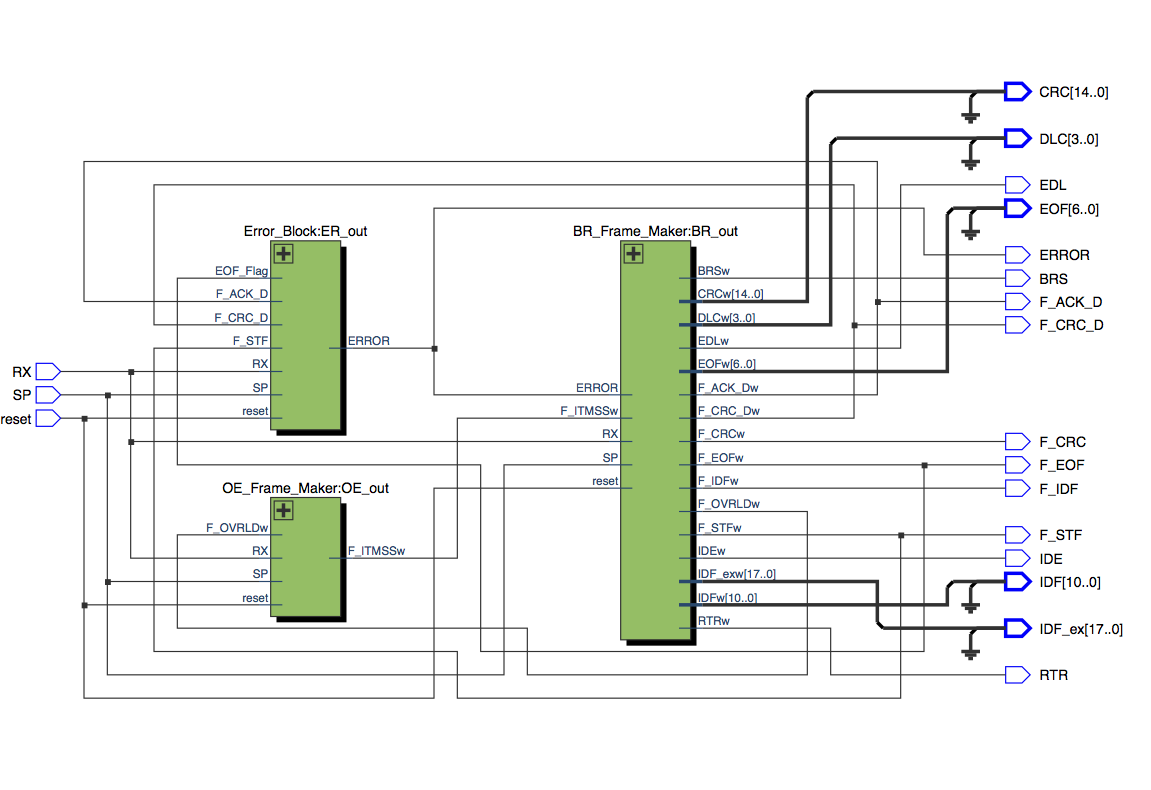 CRC[14..0]
DLC[3..0]
EDL
EOF[6..0]
Error_Block:ER_out
BR_Frame_Maker:BR_out
ERROR
BRS
F_ACK_D
F_CRC_D
EOF_Flag
F_ACK_D
F_CRC_D
F_STF
RX
SP
reset
ERROR
RX
SP
reset
ERROR
F_ITMSSw
RX
SP
reset
BRSw
CRCw[14..0]
DLCw[3..0]
EDLw
EOFw[6..0]
F_ACK_Dw
F_CRC_Dw
F_CRCw
F_EOFw
F_IDFw
F_OVRLDw
F_STFw
IDEw
IDF_exw[17..0]
IDFw[10..0]
RTRw
OE_Frame_Maker:OE_out
F_OVRLDw
RX
SP
reset
F_ITMSSw
F_CRC
F_EOF
F_IDF
F_STF
IDE
IDF[10..0]
IDF_ex[17..0]
RTR